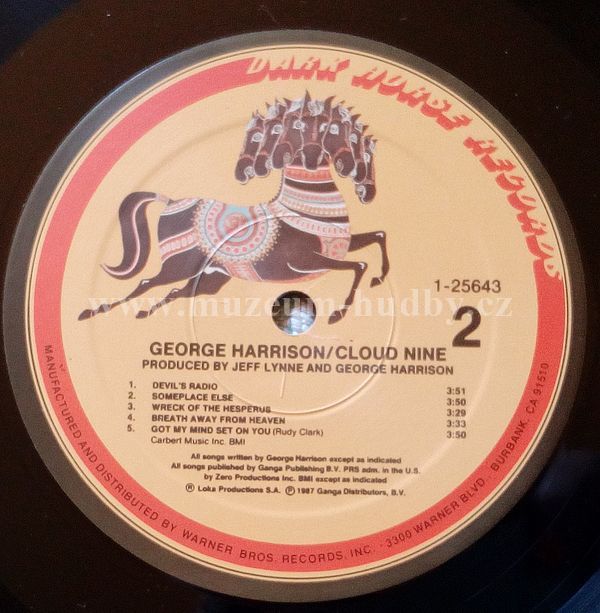 DARK HORSE RECORDS
1-25643
www.muzeum-hudby.cz
2
GEORGE HARRISON/CLOUD NINE
PRODUCED BY JEFF LYNNE AND GEORGE HARRISON
1. DEVIL'S RADIO 3:51
2. SOMEPLACE ELSE 3:50
3. WRECK OF THE HESPERUS 3:29
4. BREATH AWAY FROM HEAVEN 3:33
5. GOT MY MIND SET ON YOU (Rudy Clark) 3:50
Carbert Music Inc. BMI
All songs written by George Harrison except as indicated
All songs published by Ganga Publishing B.V. PRS adm. in the U.S.
by Zero Productions Inc. BMI except as indicated
® Loka Productions S.A. ℗ 1987 Ganga Distributors, B.V.
MANUFACTURED AND DISTRIBUTED BY WARNER BROS. RECORDS, INC. · 3300 WARNER BLVD. · BURBANK, CA 91510